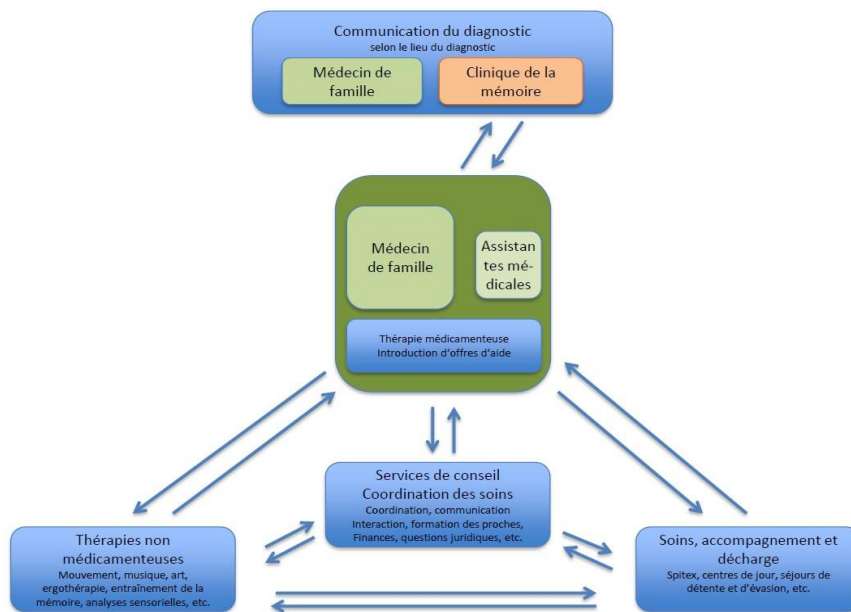 Communication du diagnostic
selon le lieu du diagnostic
Médecin de
famille
Clinique de la
mémoire
Médecin
de famille
Assistan
tes mé-
dicales
Thérapie médicamenteuse
Introduction d'offres d'aide
Services de conseil
Coordination des soins
Coordination, communication
Interaction, formation des proches,
Finances, questions juridiques, etc.
Thérapies non
médicamenteuses
Mouvement, musique, art,
ergothérapie, entraînement de la
mémoire, analyses sensorielles, etc.
Soins, accompagnement et
décharge
Spitex, centres de jour, séjours de
détente et d'évasion, etc.